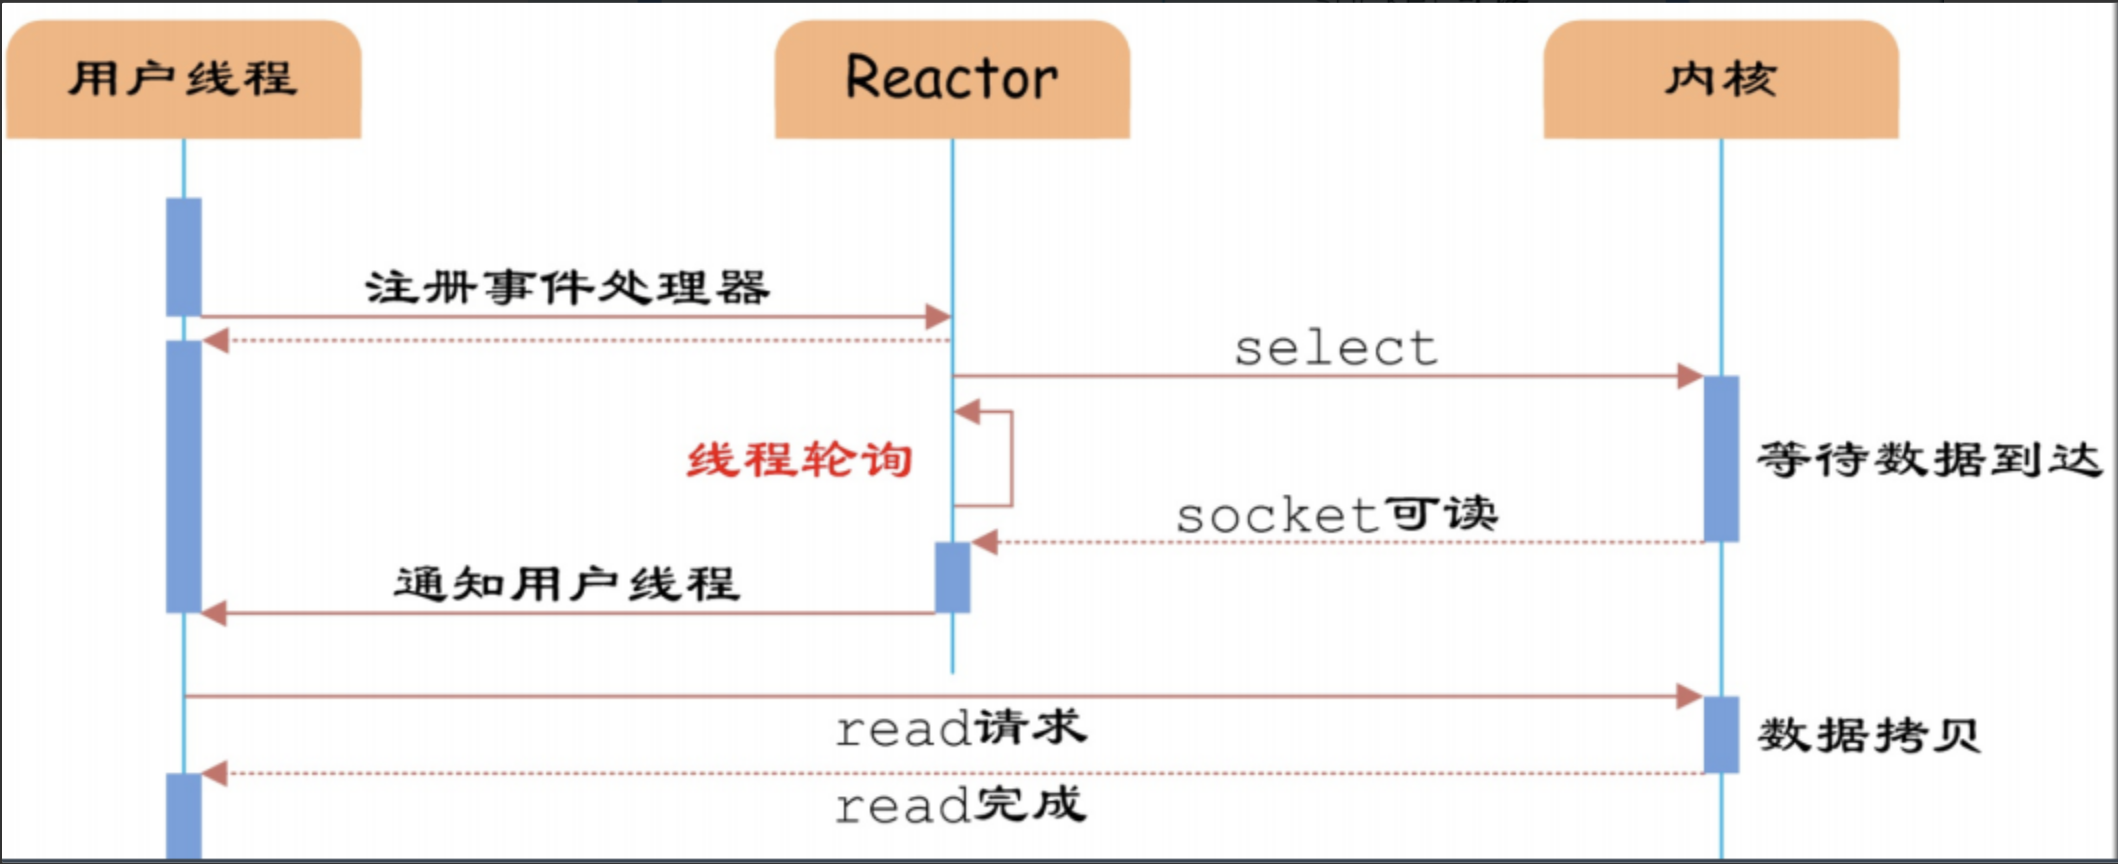 用户线程
Reactor
内核
注册事件处理器
select
线程轮询
等待数据到达
socket可读
通知用户线程
read请求
数据拷贝
read完成